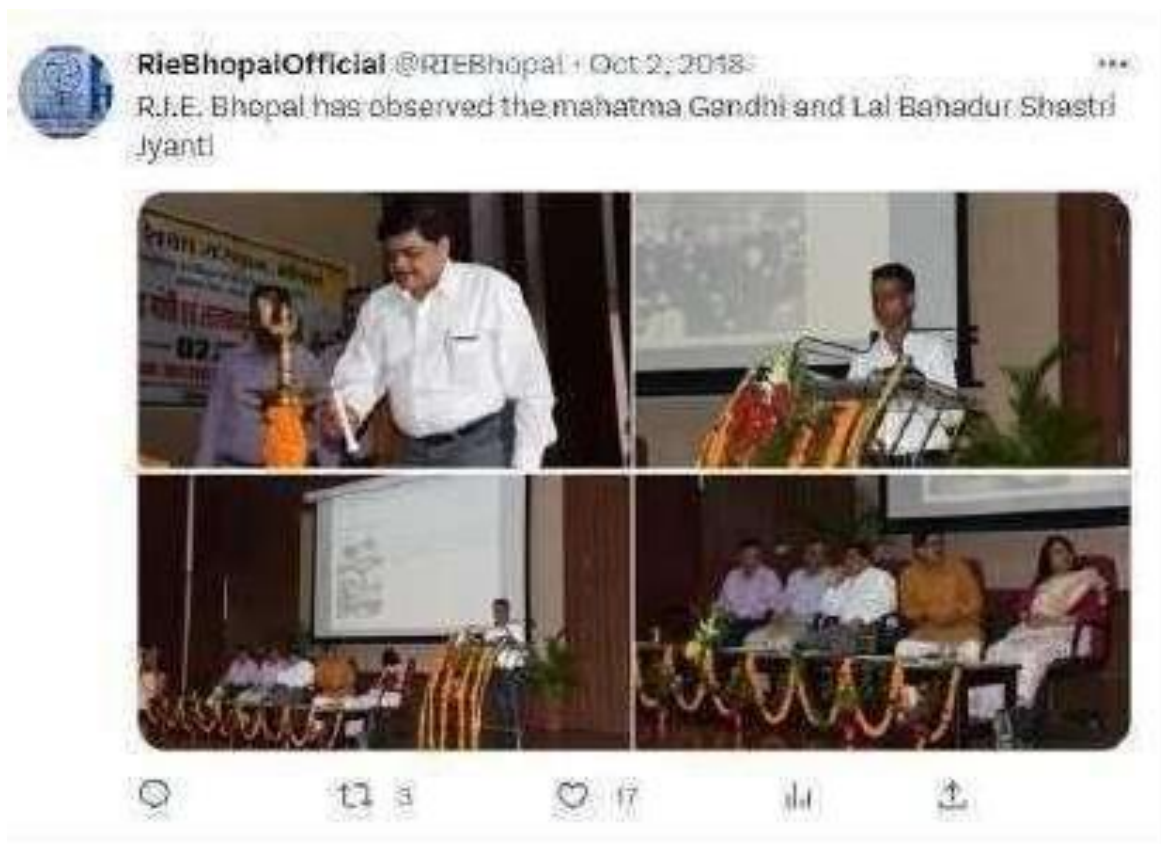 RieBhopalOfficial @RIEBhopal · Oct 2, 2018
R.I.E. Bhopal has observed the mahatma Gandhi and Lal Bahadur Shastri
Jyanti
3 17